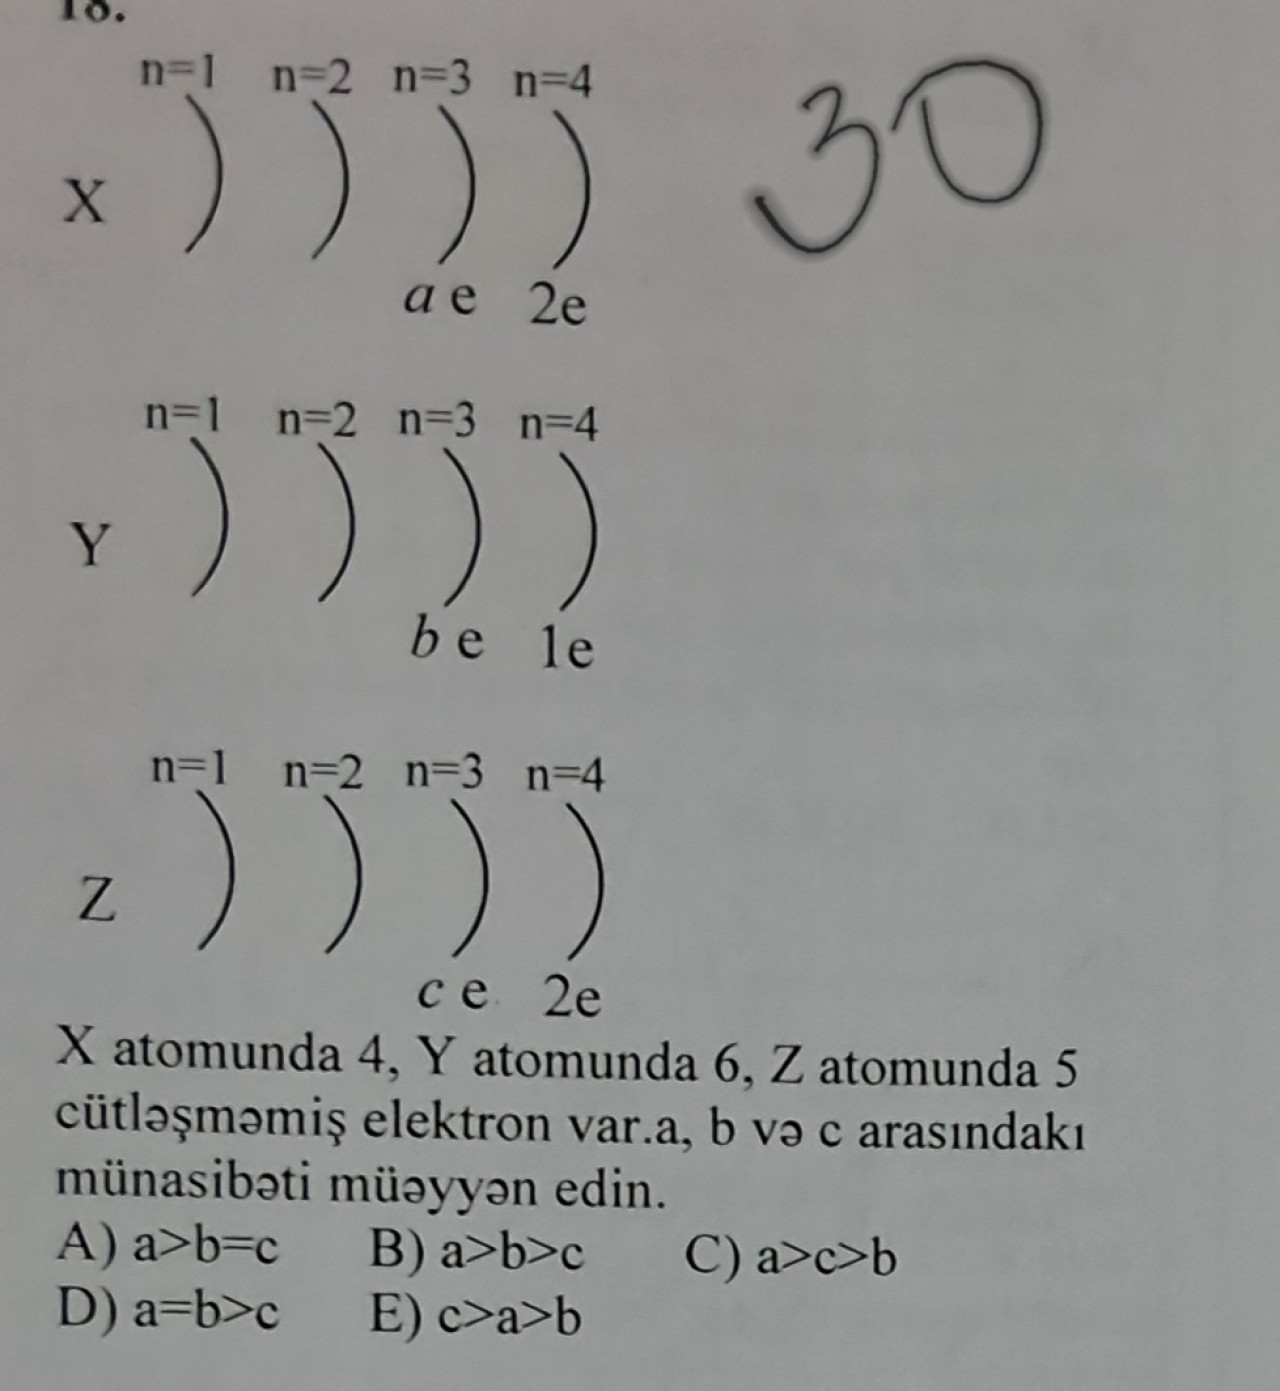 18.
n=1 n=2 n=3 n=4
30
X
a e 2e
n=1 n=2 n=3 n=4
Y
b e 1e
n=1 n=2 n=3 n=4
Z
c e 2e
X atomunda 4, Y atomunda 6, Z atomunda 5
cütləşməmiş elektron var.a, b və c arasındakı
münasibəti müəyyən edin.
A) a>b=c B) a>b>c C) a>c>b
D) a=b>c E) c>a>b